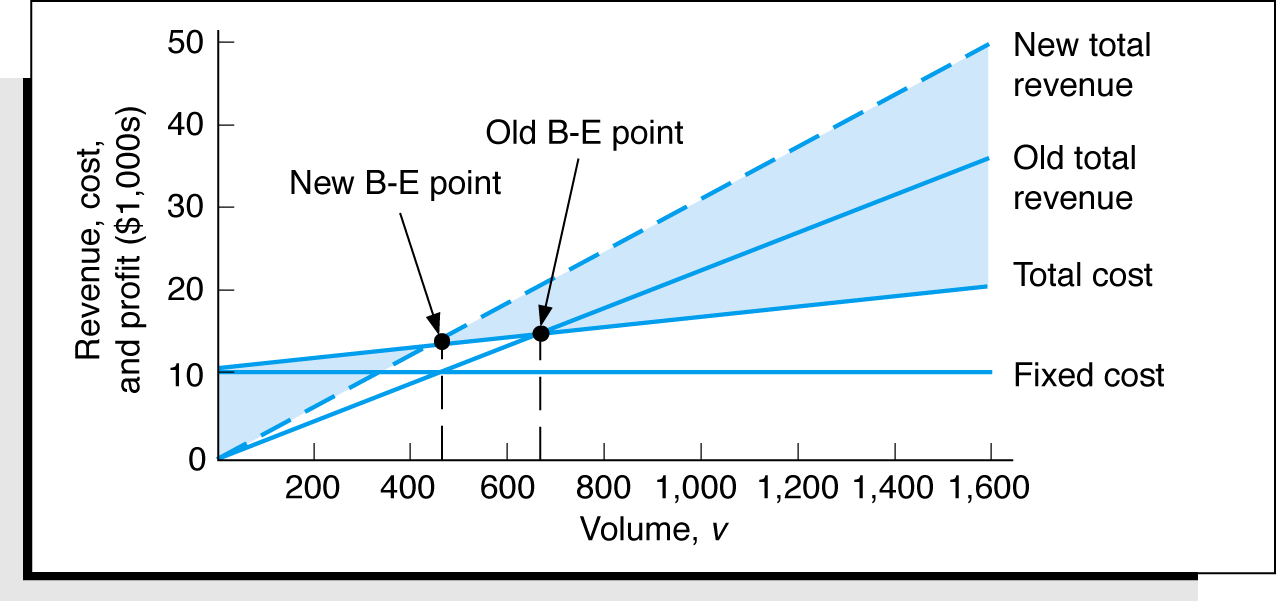 50
40
30
20
10
0
Revenue, cost,
and profit ($1,000s)
New B-E point
Old B-E point
New total
revenue
Old total
revenue
Total cost
Fixed cost
200 400 600 800 1,000 1,200 1,400 1,600
Volume, v